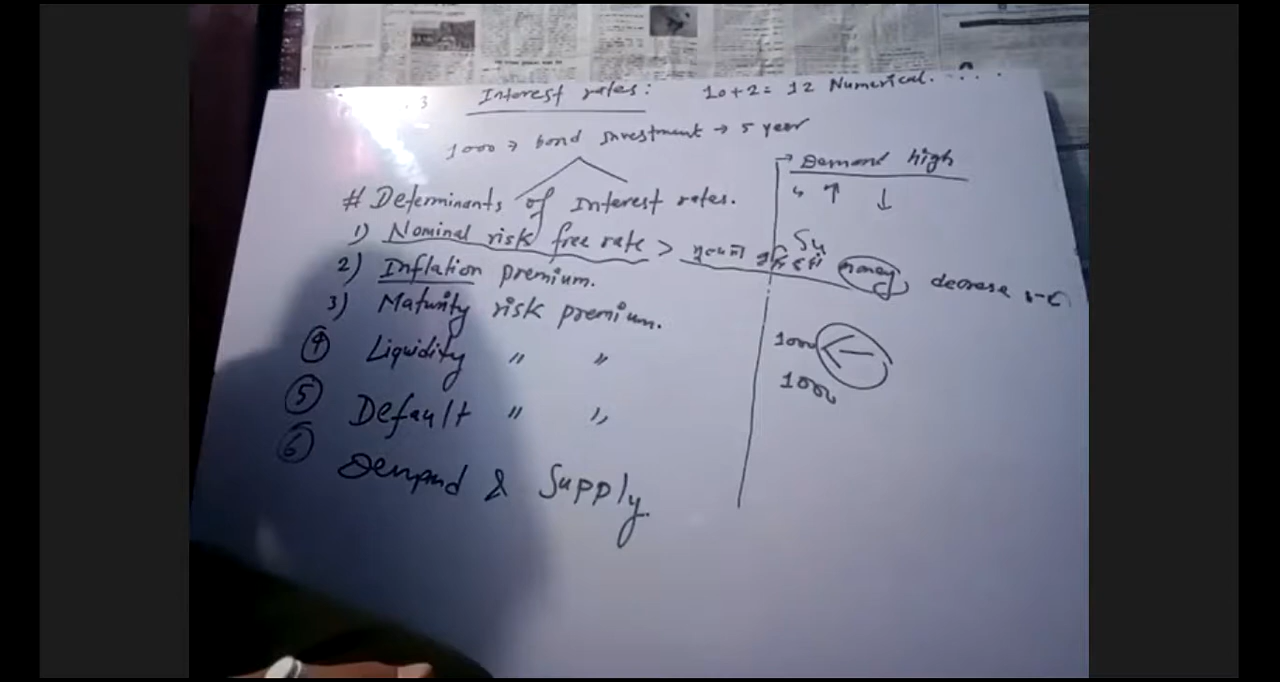 3 Interest rates: 10+2= 12 Numerical. ....
1000 → bond investment → 5 year
# Determinants of Interest rates.
1) Nominal risk free rate >
2) Inflation premium.
3) Maturity risk premium.
4 Liquidity " "
5 Default " "
6 Demand & Supply.
→ Demand high
↑ ↓
Su
money decrease
1000 ←
1000